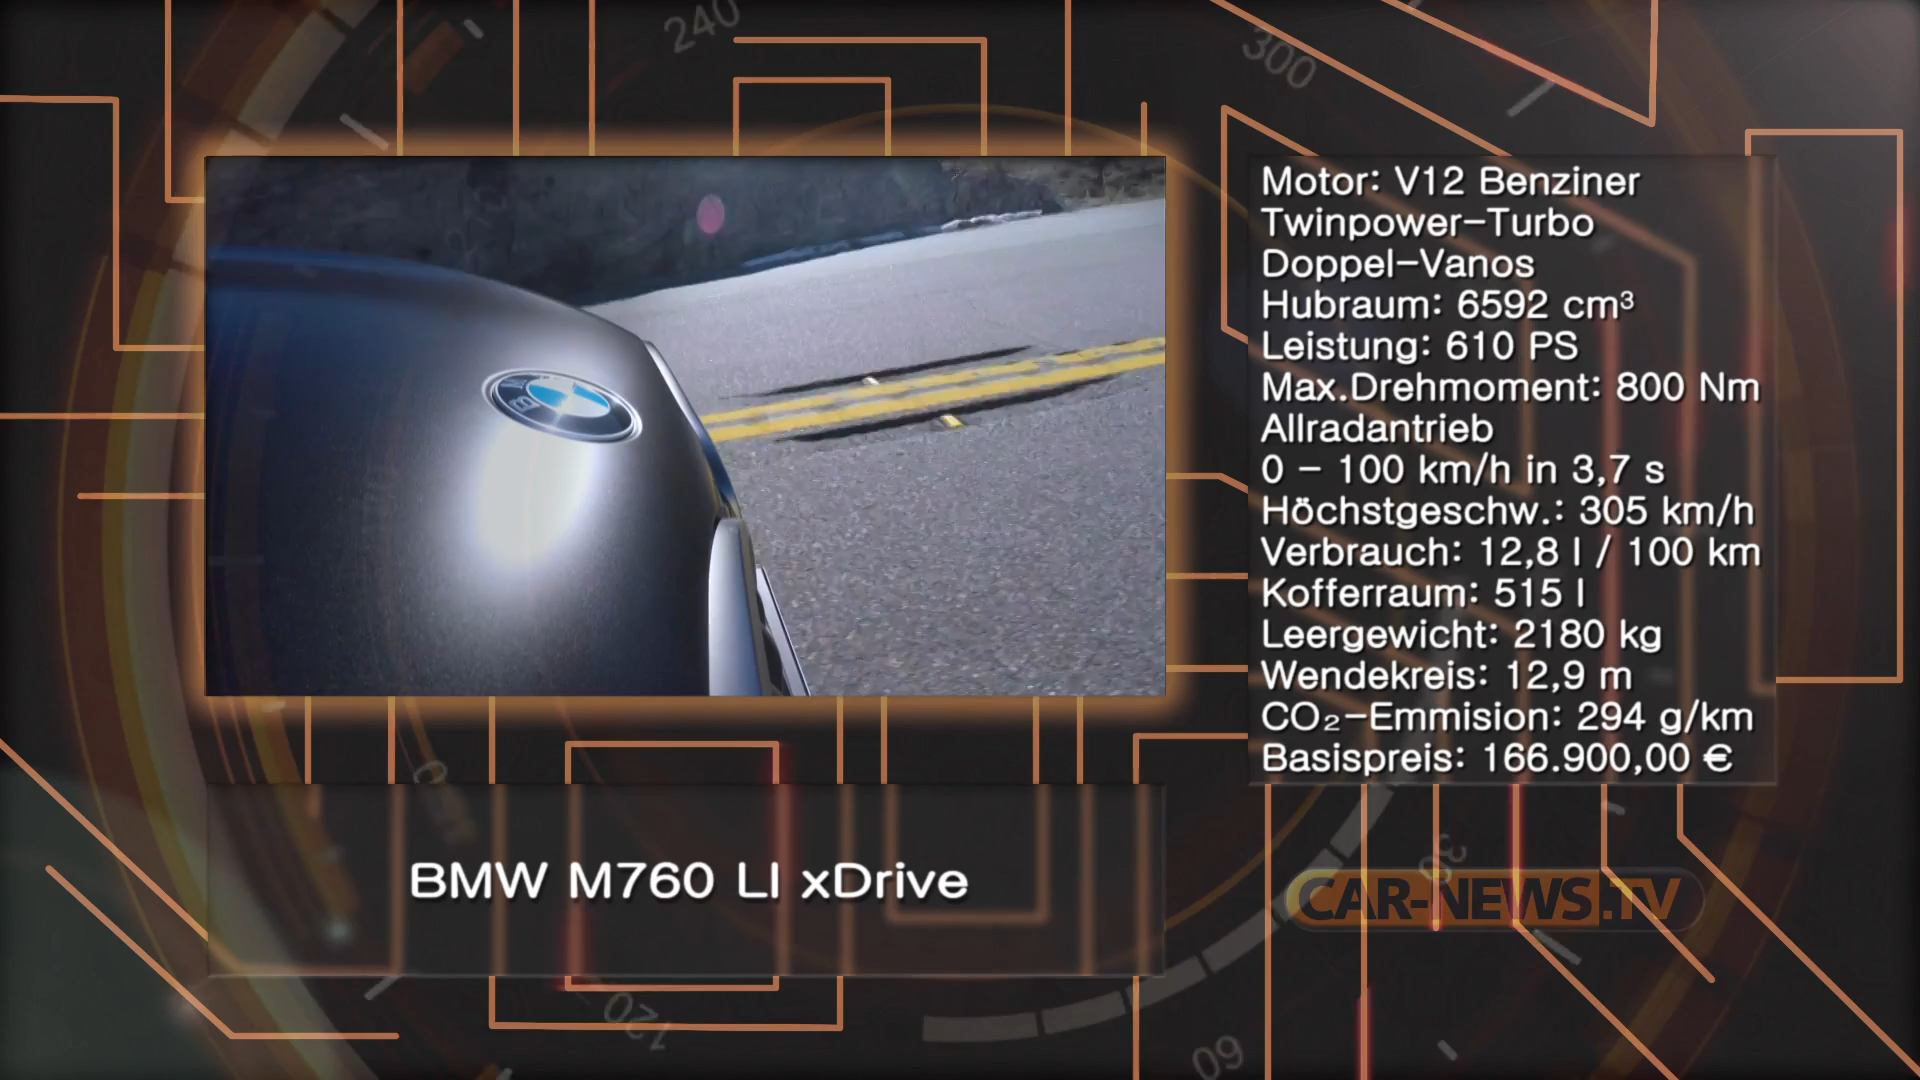 240
300
Motor: V12 Benziner
Twinpower-Turbo
Doppel-Vanos
Hubraum: 6592 cm³
Leistung: 610 PS
Max.Drehmoment: 800 Nm
Allradantrieb
0 - 100 km/h in 3,7 s
Höchstgeschw.: 305 km/h
Verbrauch: 12,8 l / 100 km
Kofferraum: 515 l
Leergewicht: 2180 kg
Wendekreis: 12,9 m
CO₂-Emmision: 294 g/km
Basispreis: 166.900,00 €
BMW M760 LI xDrive
30
CAR-NEWS.TV
120
60